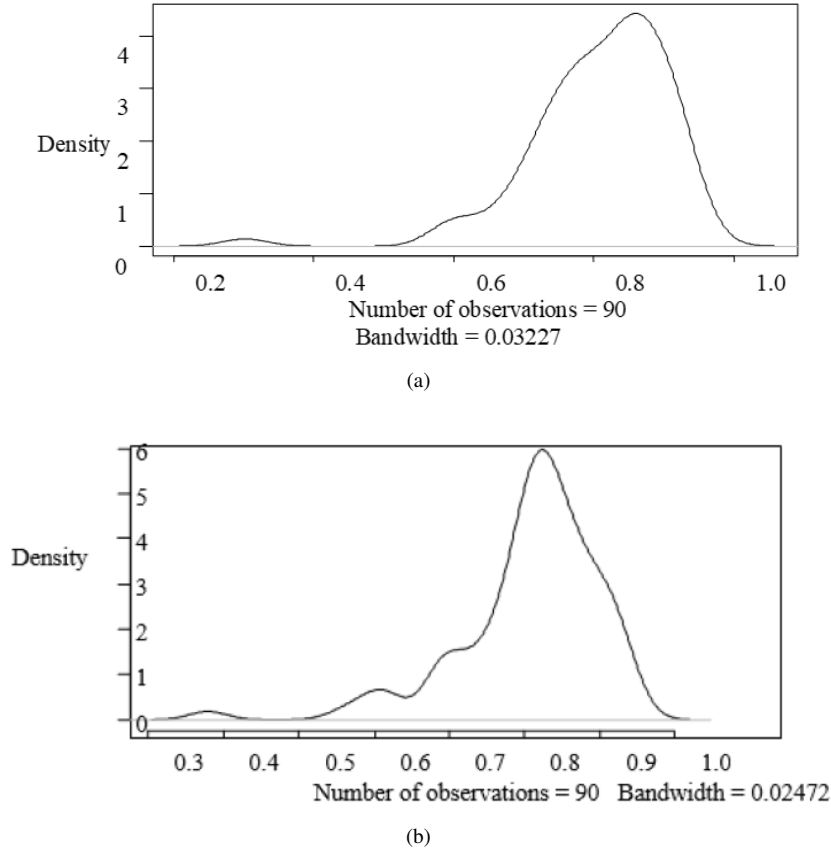 4
3
Density
2
1
0
0.2 0.4 0.6 0.8 1.0
Number of observations = 90
Bandwidth = 0.03227
(a)
6
5
4
Density
3
2
1
0
0.3 0.4 0.5 0.6 0.7 0.8 0.9 1.0
Number of observations = 90 Bandwidth = 0.02472
(b)